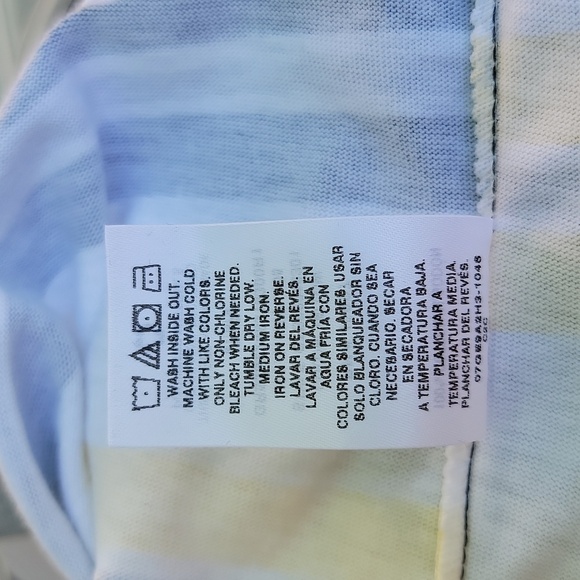 WASH INSIDE OUT.
MACHINE WASH COLD
WITH LIKE COLORS.
ONLY NON-CHLORINE
BLEACH WHEN NEEDED.
TUMBLE DRY LOW.
MEDIUM IRON.
IRON ON REVERSE.
LAVAR DEL REVÉS.
LAVAR A MÁQUINA EN
AGUA FRÍA CON
COLORES SIMILARES. USAR
SOLO BLANQUEADOR SIN
CLORO, CUANDO SEA
NECESARIO. SECAR
EN SECADORA
A TEMPERATURA BAJA.
PLANCHAR A
TEMPERATURA MEDIA.
PLANCHAR DEL REVÉS.